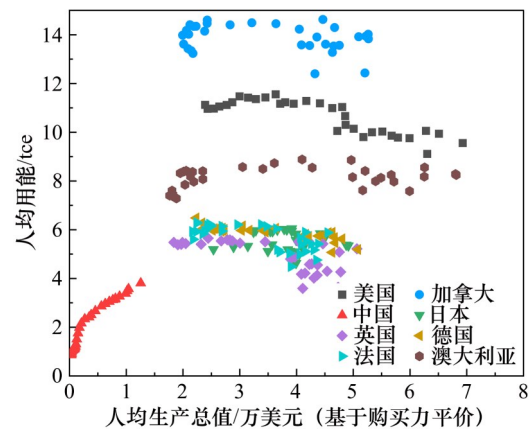 14
12
10
8
6
4
2
0
人均用能/tce
美国 加拿大
中国 日本
英国 德国
法国 澳大利亚
0 1 2 3 4 5 6 7 8
人均生产总值/万美元（基于购买力平价）